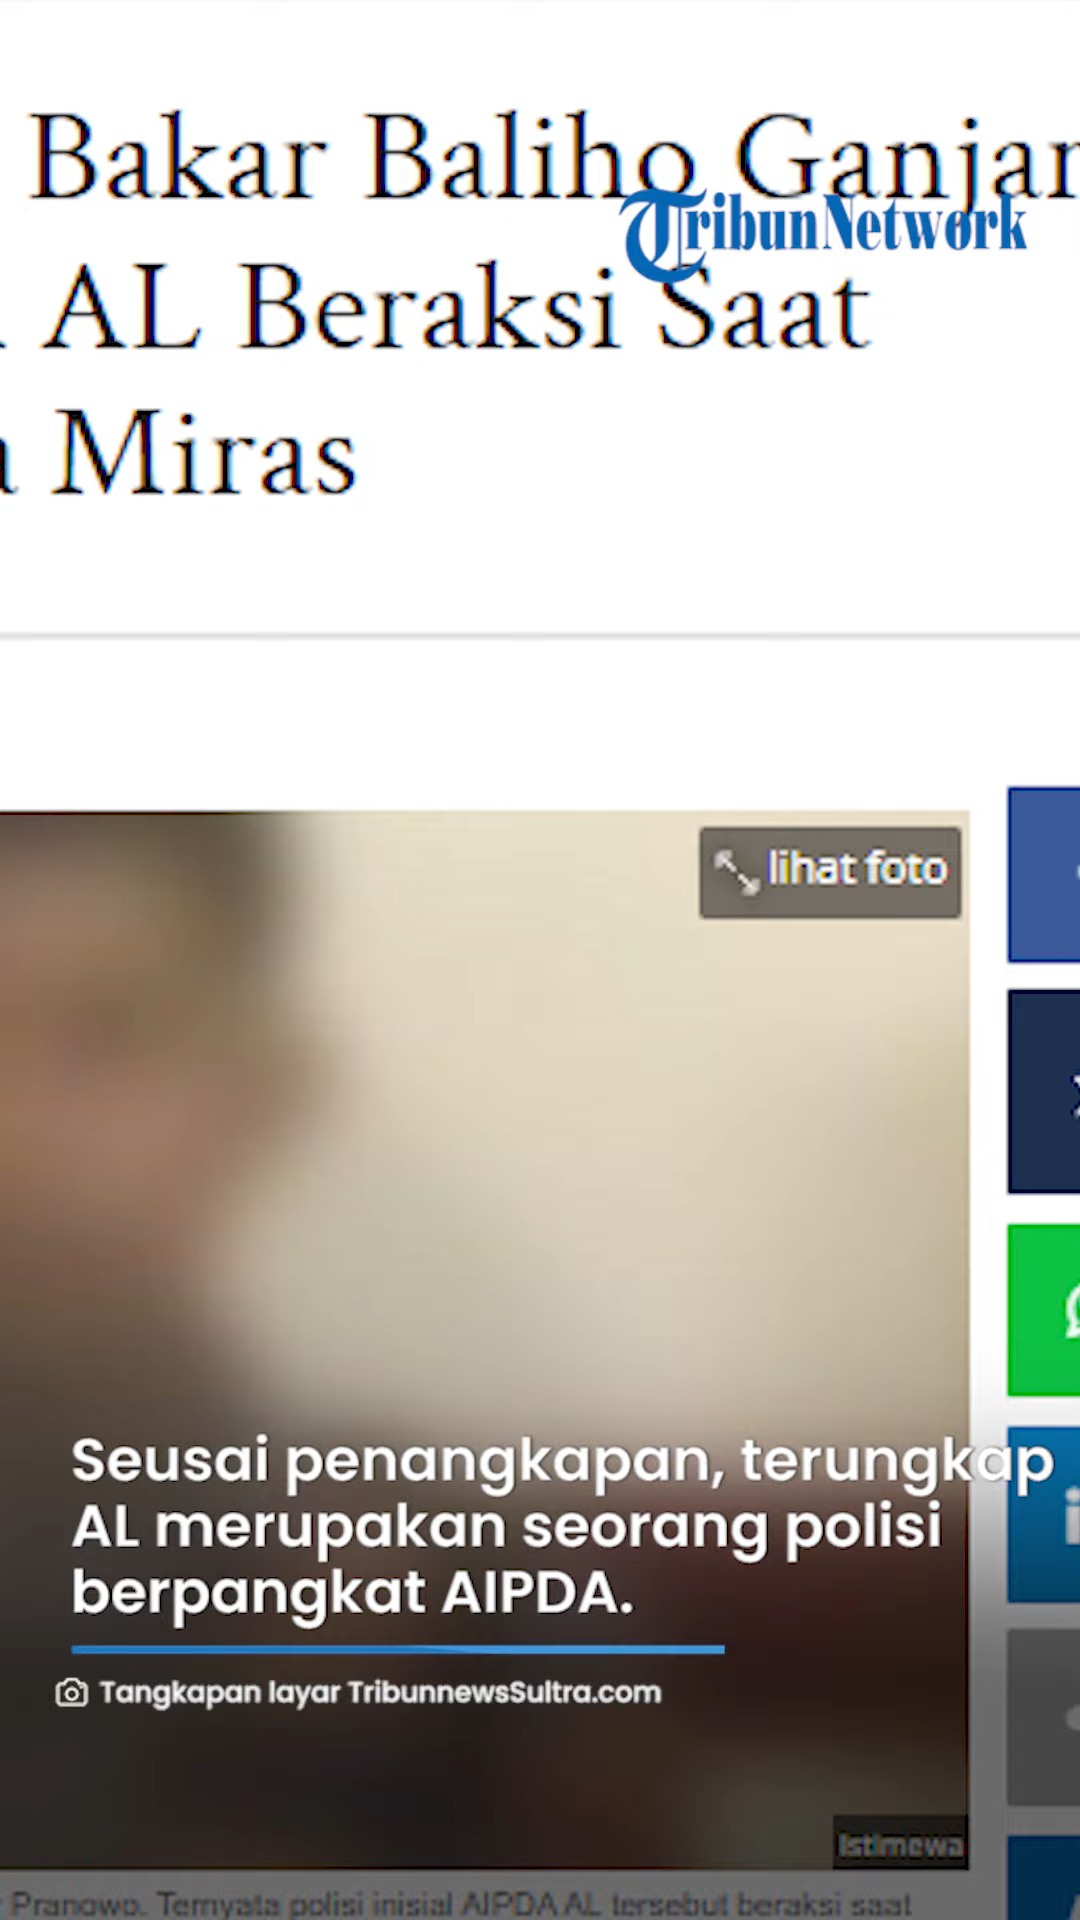 Bakar Baliho Ganjar
TribunNetwork
AL Beraksi Saat
Miras
lihat foto
Seusai penangkapan, terungkap
AL merupakan seorang polisi
berpangkat AIPDA.
Tangkapan layar TribunnewsSultra.com
Istimewa
Pranowo. Ternyata polisi inisial AIPDA AL tersebut beraksi saat